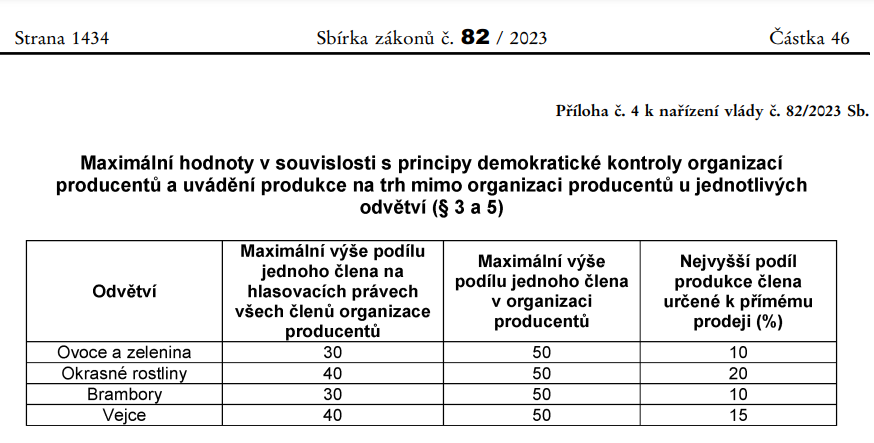 Strana 1434 Sbírka zákonů č. 82 / 2023 Částka 46
Příloha č. 4 k nařízení vlády č. 82/2023 Sb.
Maximální hodnoty v souvislosti s principy demokratické kontroly organizací
producentů a uvádění produkce na trh mimo organizaci producentů u jednotlivých
odvětví (§ 3 a 5)
Odvětví
Maximální výše podílu
jednoho člena na
hlasovacích právech
všech členů organizace
producentů
Maximální výše
podílu jednoho člena
v organizaci
producentů
Nejvyšší podíl
produkce člena
určené k přímému
prodeji (%)
Ovoce a zelenina 30 50 10
Okrasné rostliny 40 50 20
Brambory 30 50 10
Vejce 40 50 15